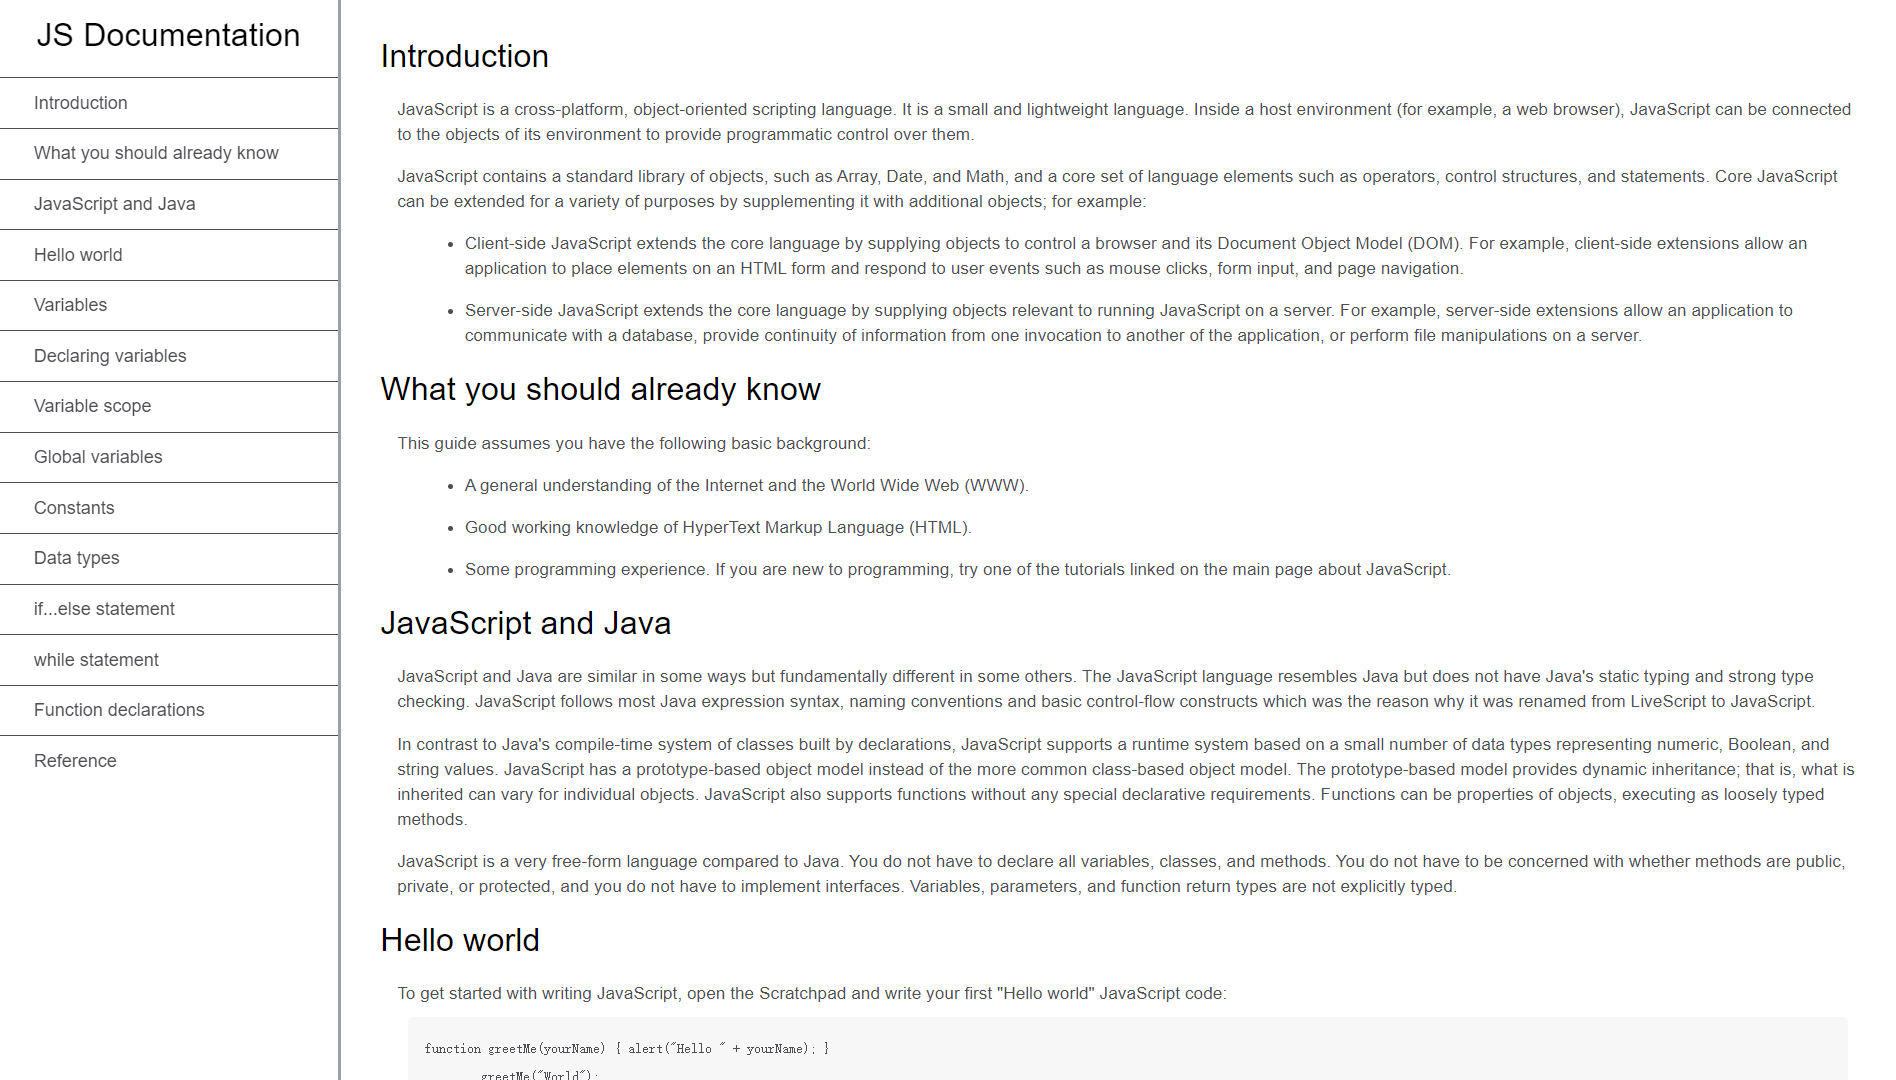 JS Documentation
Introduction
What you should already know
JavaScript and Java
Hello world
Variables
Declaring variables
Variable scope
Global variables
Constants
Data types
if...else statement
while statement
Function declarations
Reference
Introduction
JavaScript is a cross-platform, object-oriented scripting language. It is a small and lightweight language. Inside a host environment (for example, a web browser), JavaScript can be connected
to the objects of its environment to provide programmatic control over them.
JavaScript contains a standard library of objects, such as Array, Date, and Math, and a core set of language elements such as operators, control structures, and statements. Core JavaScript
can be extended for a variety of purposes by supplementing it with additional objects; for example:
• Client-side JavaScript extends the core language by supplying objects to control a browser and its Document Object Model (DOM). For example, client-side extensions allow an
application to place elements on an HTML form and respond to user events such as mouse clicks, form input, and page navigation.
• Server-side JavaScript extends the core language by supplying objects relevant to running JavaScript on a server. For example, server-side extensions allow an application to
communicate with a database, provide continuity of information from one invocation to another of the application, or perform file manipulations on a server.
What you should already know
This guide assumes you have the following basic background:
• A general understanding of the Internet and the World Wide Web (WWW).
• Good working knowledge of HyperText Markup Language (HTML).
• Some programming experience. If you are new to programming, try one of the tutorials linked on the main page about JavaScript.
JavaScript and Java
JavaScript and Java are similar in some ways but fundamentally different in some others. The JavaScript language resembles Java but does not have Java's static typing and strong type
checking. JavaScript follows most Java expression syntax, naming conventions and basic control-flow constructs which was the reason why it was renamed from LiveScript to JavaScript.
In contrast to Java's compile-time system of classes built by declarations, JavaScript supports a runtime system based on a small number of data types representing numeric, Boolean, and
string values. JavaScript has a prototype-based object model instead of the more common class-based object model. The prototype-based model provides dynamic inheritance; that is, what is
inherited can vary for individual objects. JavaScript also supports functions without any special declarative requirements. Functions can be properties of objects, executing as loosely typed
methods.
JavaScript is a very free-form language compared to Java. You do not have to declare all variables, classes, and methods. You do not have to be concerned with whether methods are public,
private, or protected, and you do not have to implement interfaces. Variables, parameters, and function return types are not explicitly typed.
Hello world
To get started with writing JavaScript, open the Scratchpad and write your first "Hello world" JavaScript code:
function greetMe(yourName) { alert("Hello " + yourName); }
greetMe("World");